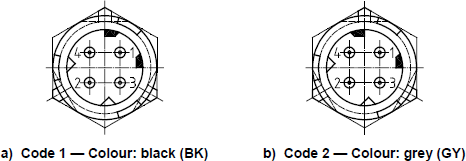 4 1
2 3
4 1
2 3
a) Code 1 — Colour: black (BK)
b) Code 2 — Colour: grey (GY)